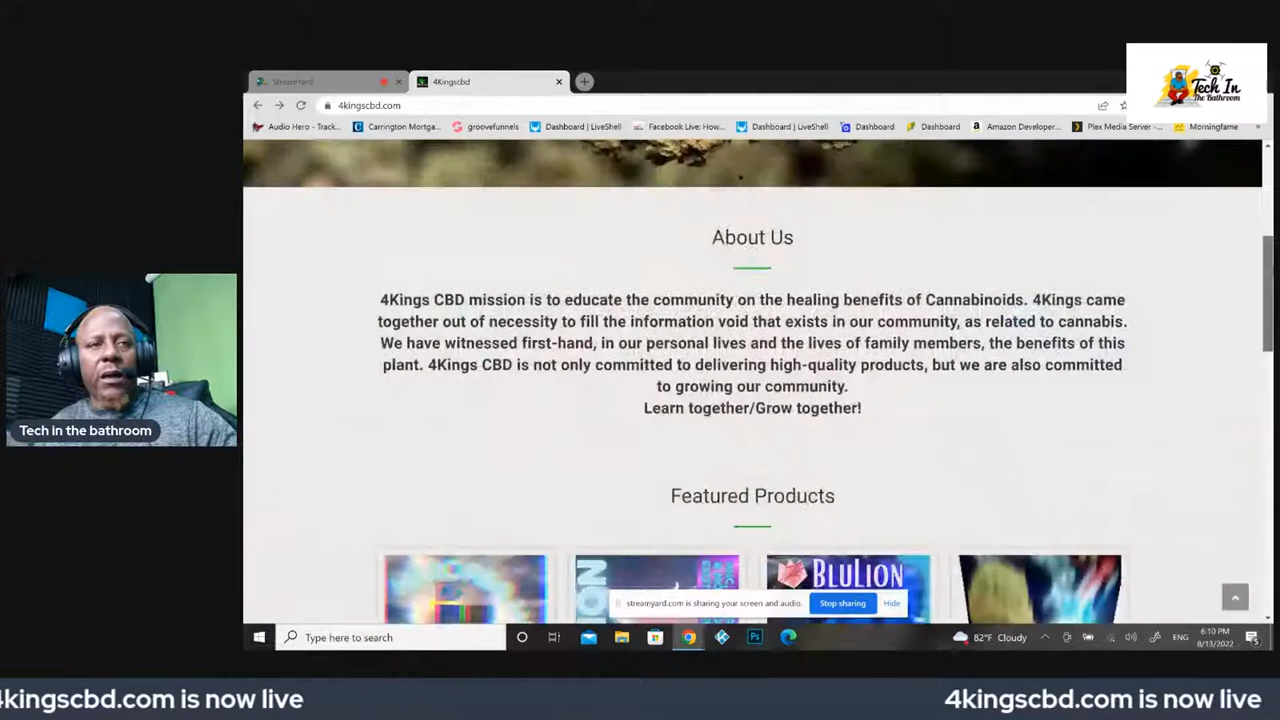 Tech In
The Bathroom
Streamyard
4Kingscbd
4kingscbd.com
Audio Hero - Track...
Carrington Mortga...
groovefunnels
Dashboard | LiveShell
Facebook Live: How...
Dashboard | LiveShell
Dashboard
Dashboard
Amazon Developer...
Plex Media Server -...
Morningfame
»
About Us
4Kings CBD mission is to educate the community on the healing benefits of Cannabinoids. 4Kings came
together out of necessity to fill the information void that exists in our community, as related to cannabis.
We have witnessed first-hand, in our personal lives and the lives of family members, the benefits of this
plant. 4Kings CBD is not only committed to delivering high-quality products, but we are also committed
to growing our community.
Learn together/Grow together!
Tech in the bathroom
Featured Products
ION
BLULION
streamyard.com is sharing your screen and audio.
Stop sharing
Hide
Type here to search
Ps
82°F Cloudy
ENG
6:10 PM
8/13/2022
5
4kingscbd.com is now live
4kingscbd.com is now live